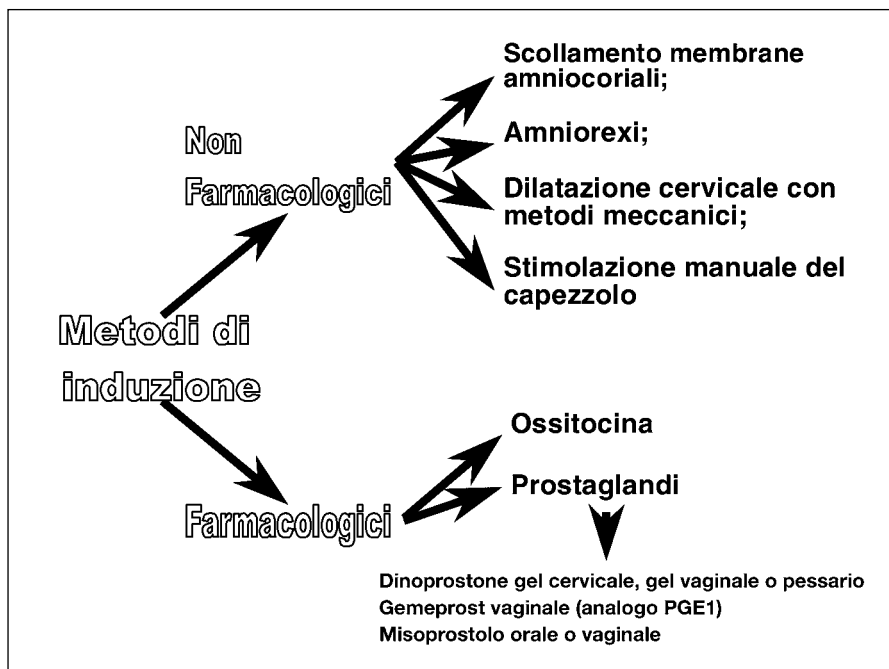 Scollamento membrane
amniocoriali;
Non
Farmacologici
Amniorexi;
Dilatazione cervicale con
metodi meccanici;
Stimolazione manuale del
capezzolo
Metodi di
induzione
Ossitocina
Prostaglandi
Farmacologici
Dinoprostone gel cervicale, gel vaginale o pessario
Gemeprost vaginale (analogo PGE1)
Misoprostolo orale o vaginale